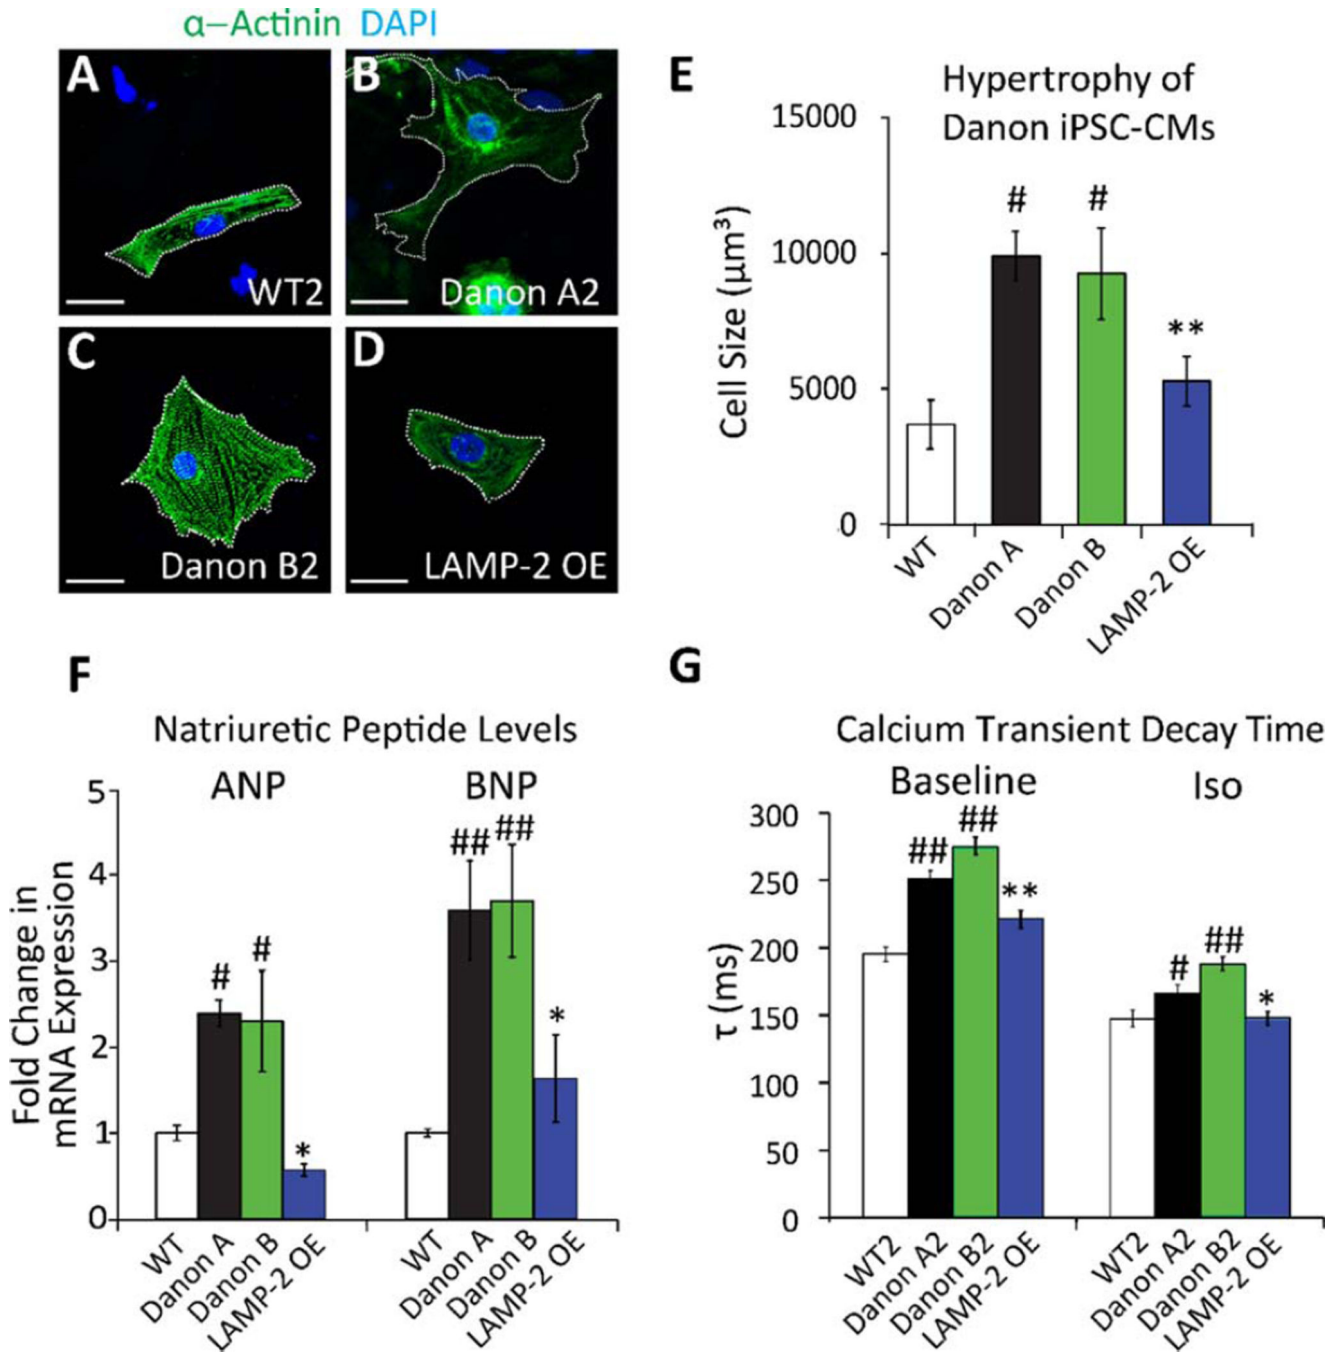 α–Actinin DAPI
A
WT2
B
Danon A2
C
Danon B2
D
LAMP-2 OE
E
Hypertrophy of
Danon iPSC-CMs
Cell Size (µm³)
15000
10000
5000
0
#
#
**
WT
Danon A
Danon B
LAMP-2 OE
F
Natriuretic Peptide Levels
ANP
BNP
Fold Change in
mRNA Expression
5
4
3
2
1
0
#
#
*
##
##
*
WT
Danon A
Danon B
LAMP-2 OE
WT
Danon A
Danon B
LAMP-2 OE
G
Calcium Transient Decay Time
Baseline
Iso
τ (ms)
300
250
200
150
100
50
0
##
##
**
#
##
*
WT2
Danon A2
Danon B2
LAMP-2 OE
WT2
Danon A2
Danon B2
LAMP-2 OE